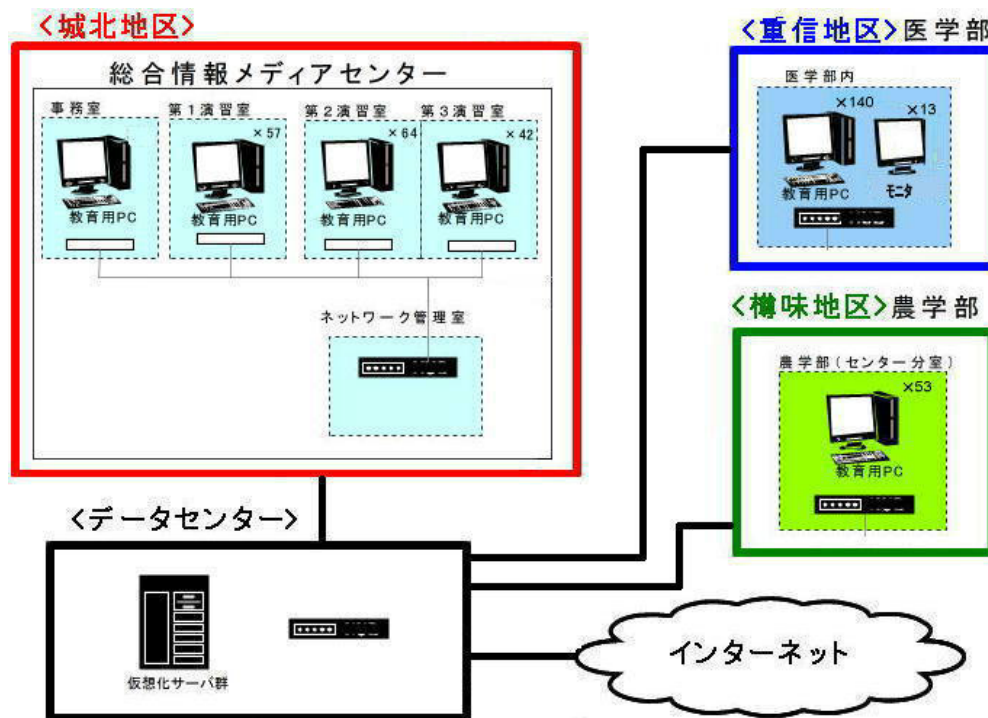 <城北地区>
総合情報メディアセンター
事務室
教育用PC
第1演習室
×57
教育用PC
第2演習室
×64
教育用PC
第3演習室
×42
教育用PC
ネットワーク管理室
<重信地区>医学部
医学部内
×140
×13
教育用PC
モニタ
<樽味地区>農学部
農学部(センター分室)
×53
教育用PC
<データセンター>
仮想化サーバ群
インターネット